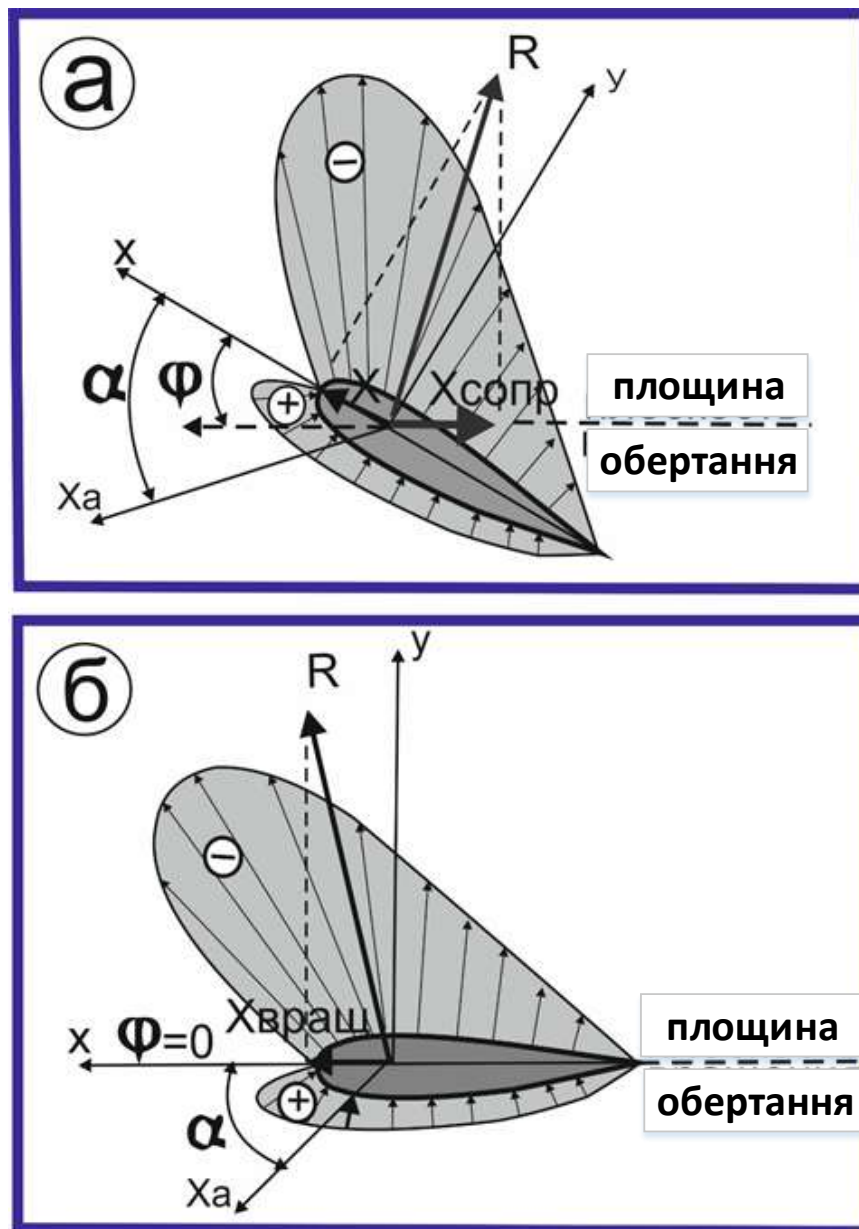 а
R
y
−
x
α
φ
+
X
Xсопр
площина
обертання
Xa
б
y
R
−
Xвращ
x
φ=0
площина
обертання
+
α
Xa